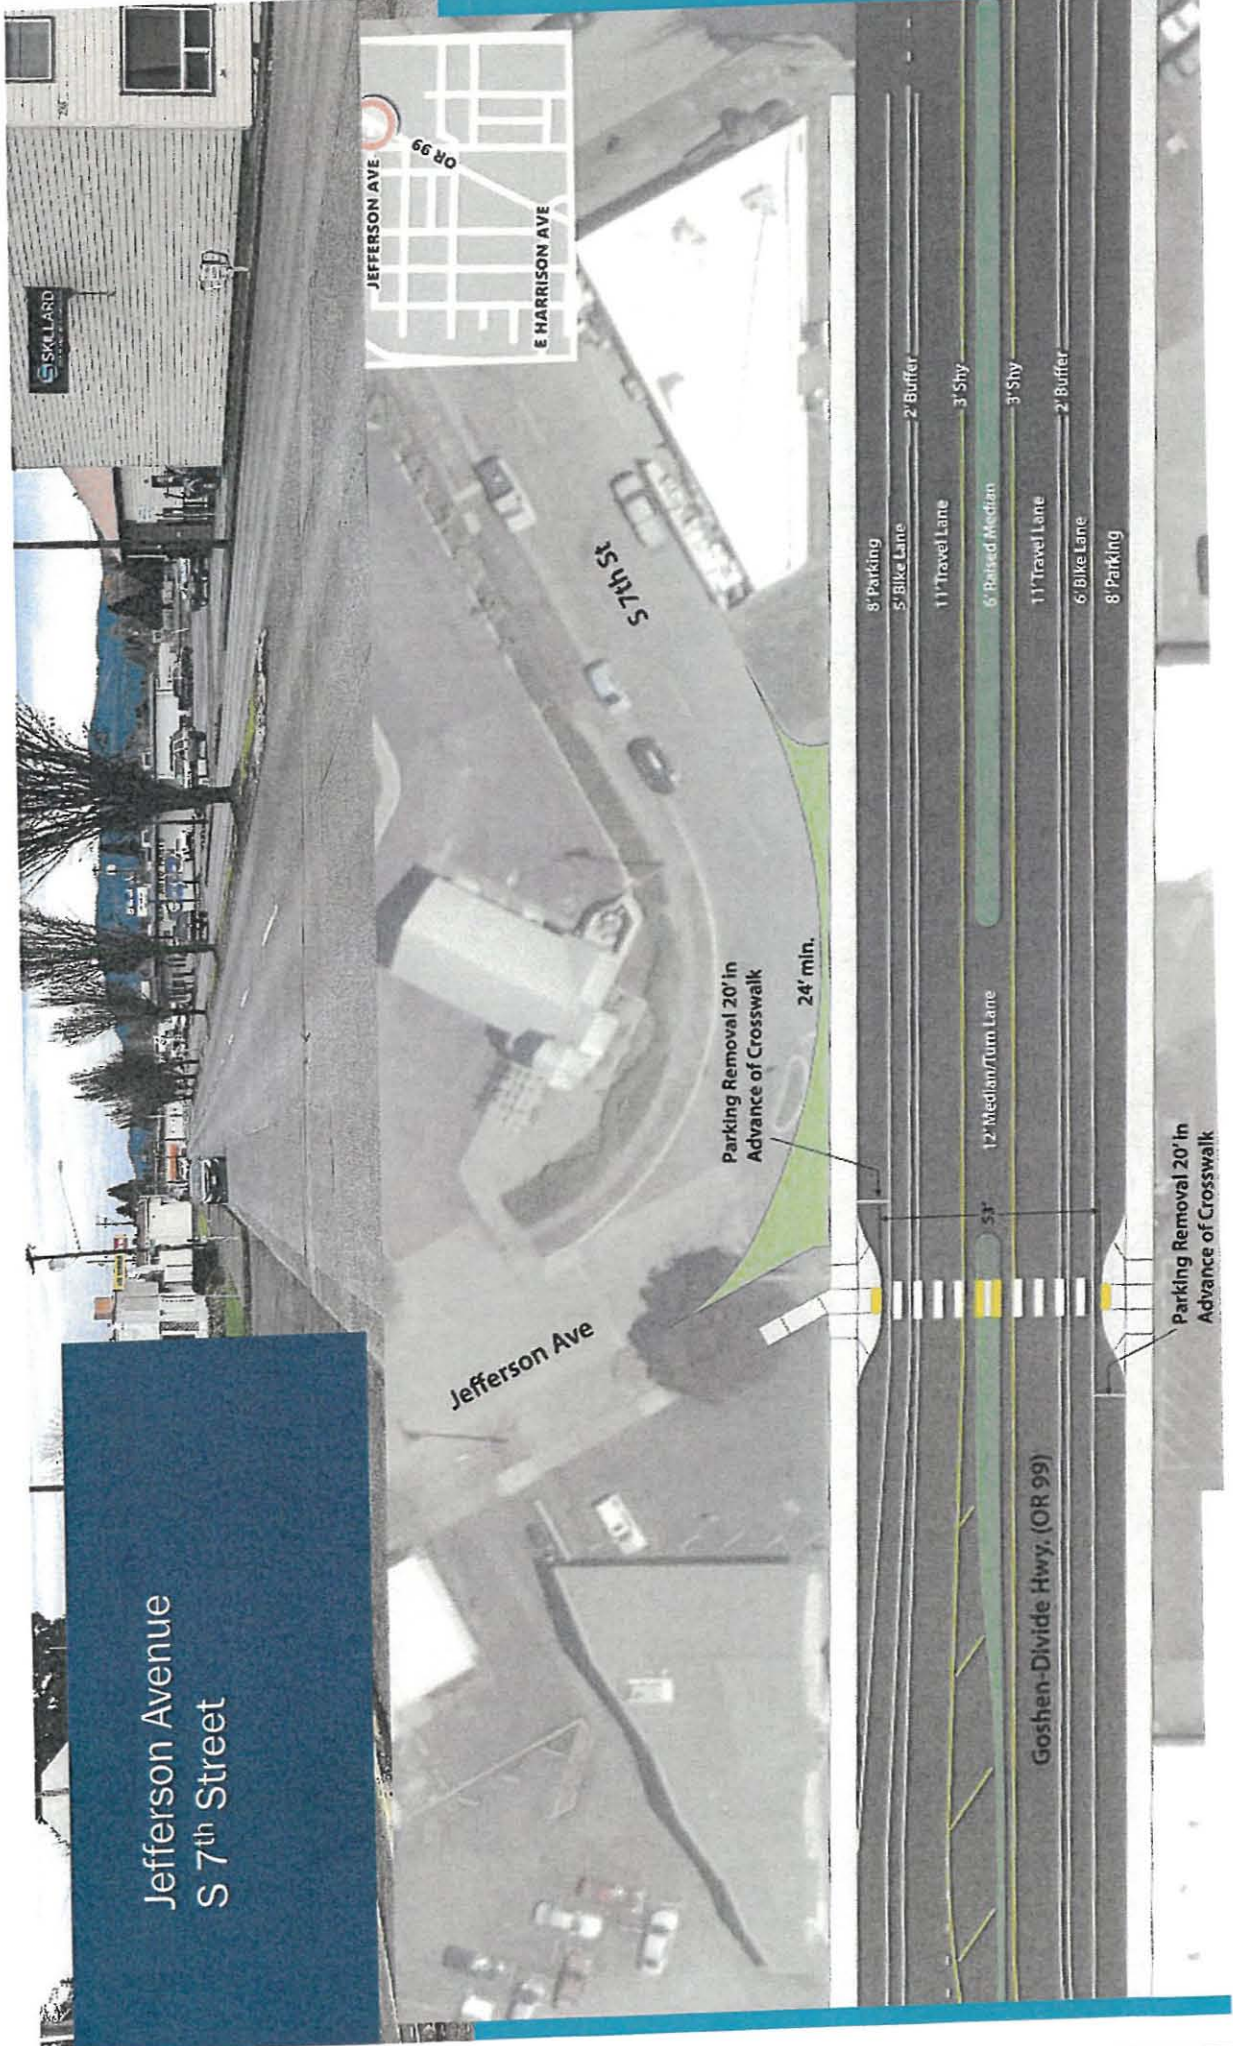 Jefferson Avenue
S 7th Street
SKILLARD
JEFFERSON AVE
OR 99
E HARRISON AVE
S 7th St
Jefferson Ave
Parking Removal 20' in
Advance of Crosswalk
24' min.
8' Parking
5' Bike Lane
2' Buffer
11' Travel Lane
3' Shy
6' Raised Median
12' Median/Turn Lane
53'
3' Shy
11' Travel Lane
2' Buffer
6' Bike Lane
8' Parking
Goshen-Divide Hwy. (OR 99)
Parking Removal 20' in
Advance of Crosswalk